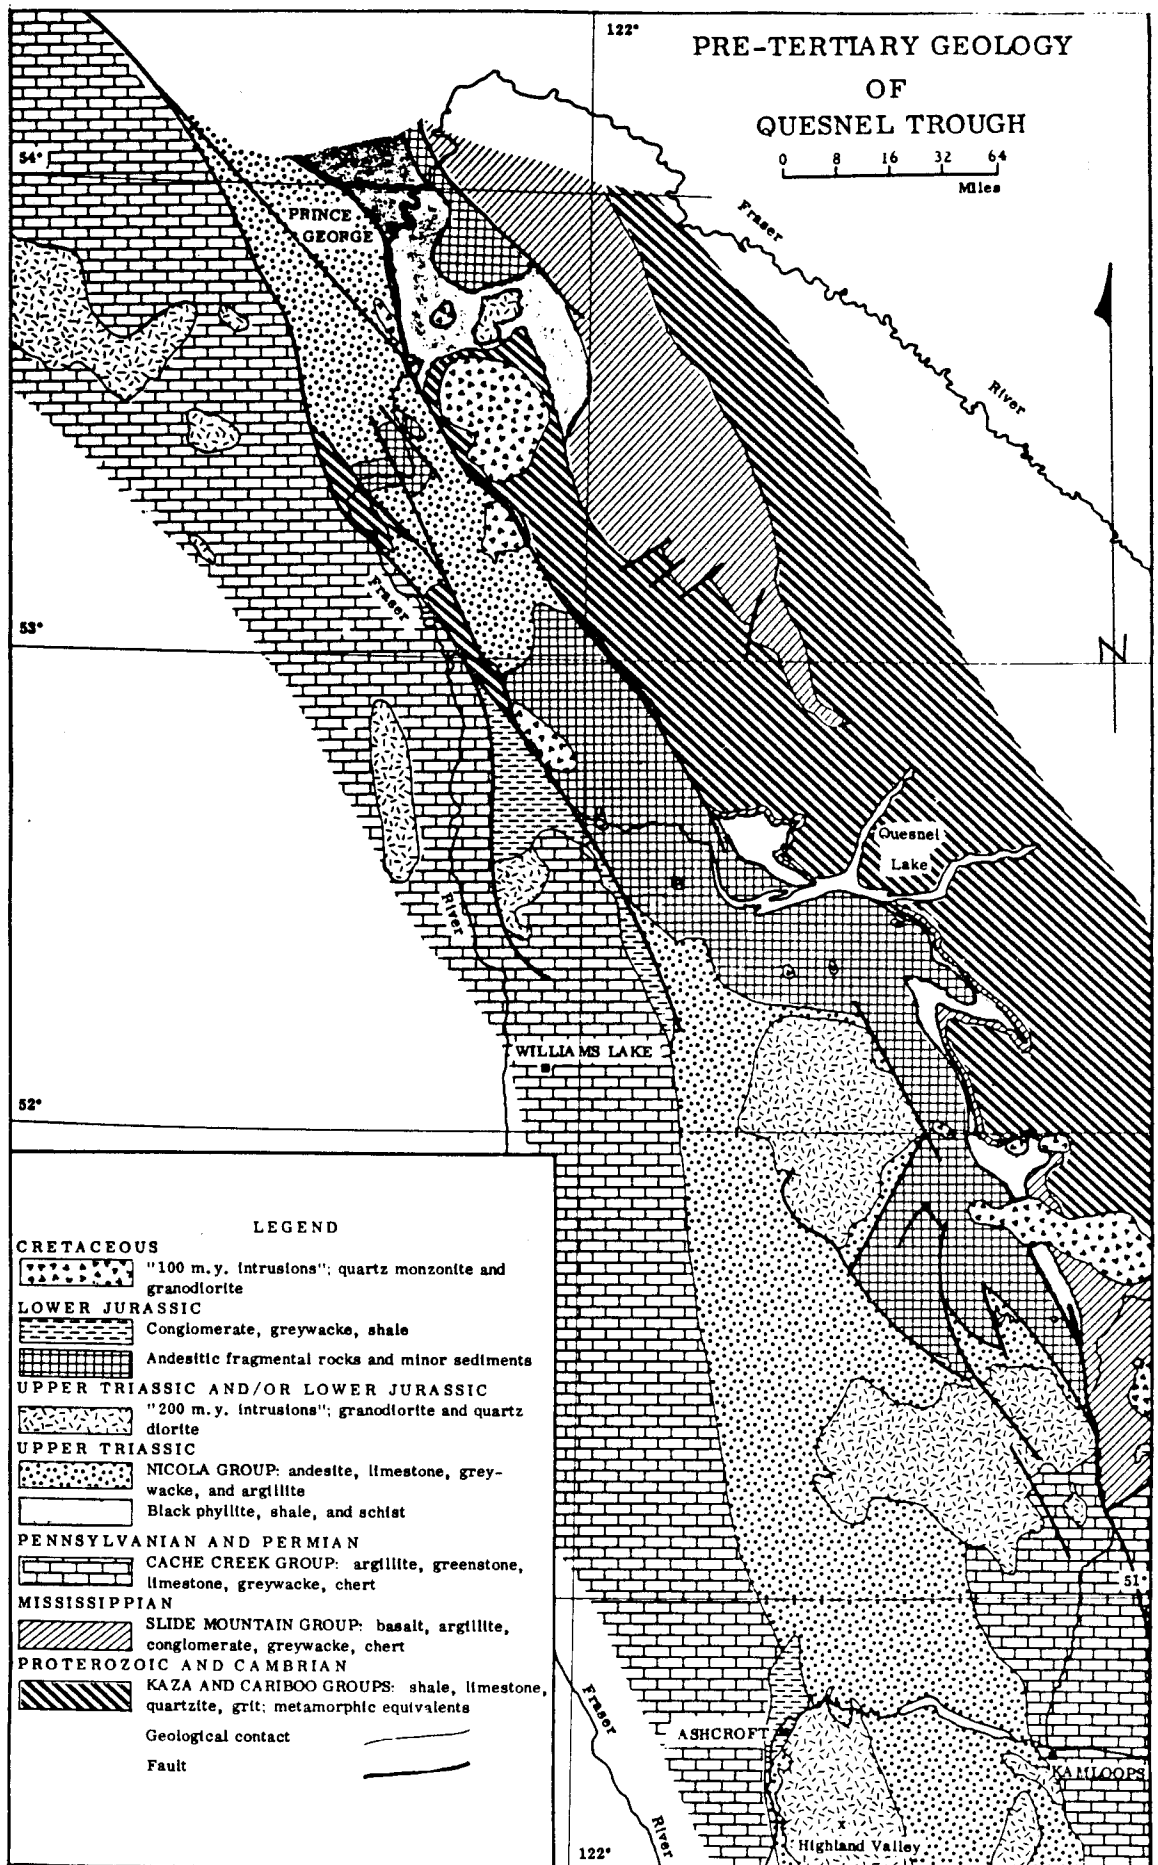 122°
PRE-TERTIARY GEOLOGY
OF
QUESNEL TROUGH
0 8 16 32 64
Miles
54°
PRINCE
GEORGE
Fraser
River
Fraser
53°
N
Quesnel
Lake
River
WILLIAMS LAKE
52°
LEGEND
CRETACEOUS
"100 m.y. intrusions"; quartz monzonite and
granodiorite
LOWER JURASSIC
Conglomerate, greywacke, shale
Andesitic fragmental rocks and minor sediments
UPPER TRIASSIC AND/OR LOWER JURASSIC
"200 m.y. intrusions"; granodiorite and quartz
diorite
UPPER TRIASSIC
NICOLA GROUP: andesite, limestone, grey-
wacke, and argillite
Black phyllite, shale, and schist
PENNSYLVANIAN AND PERMIAN
CACHE CREEK GROUP: argillite, greenstone,
limestone, greywacke, chert
MISSISSIPPIAN
SLIDE MOUNTAIN GROUP: basalt, argillite,
conglomerate, greywacke, chert
PROTEROZOIC AND CAMBRIAN
KAZA AND CARIBOO GROUPS: shale, limestone,
quartzite, grit; metamorphic equivalents
Geological contact
Fault
51
Fraser
ASHCROFT
KAMLOOPS
River
x
Highland Valley
122°